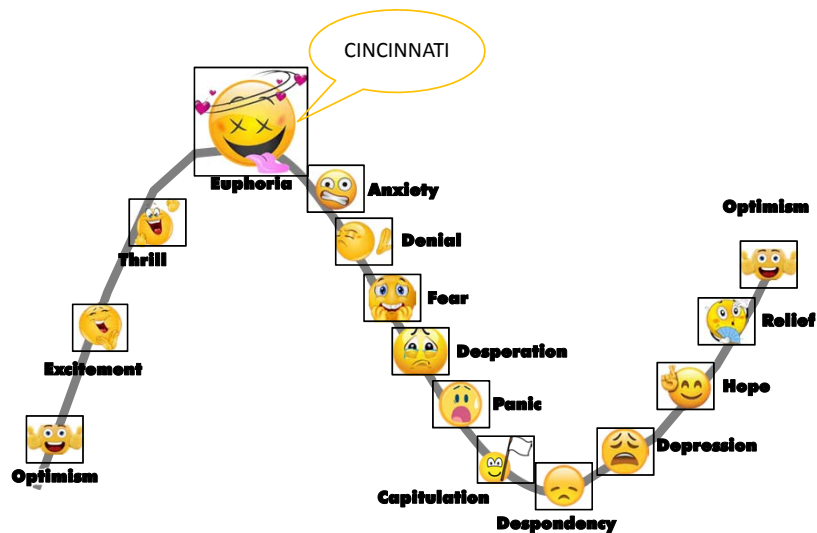 CINCINNATI
Euphoria
Anxiety
Thrill
Denial
Optimism
Fear
Excitement
Desperation
Relief
Panic
Hope
Optimism
Capitulation
Depression
Despondency